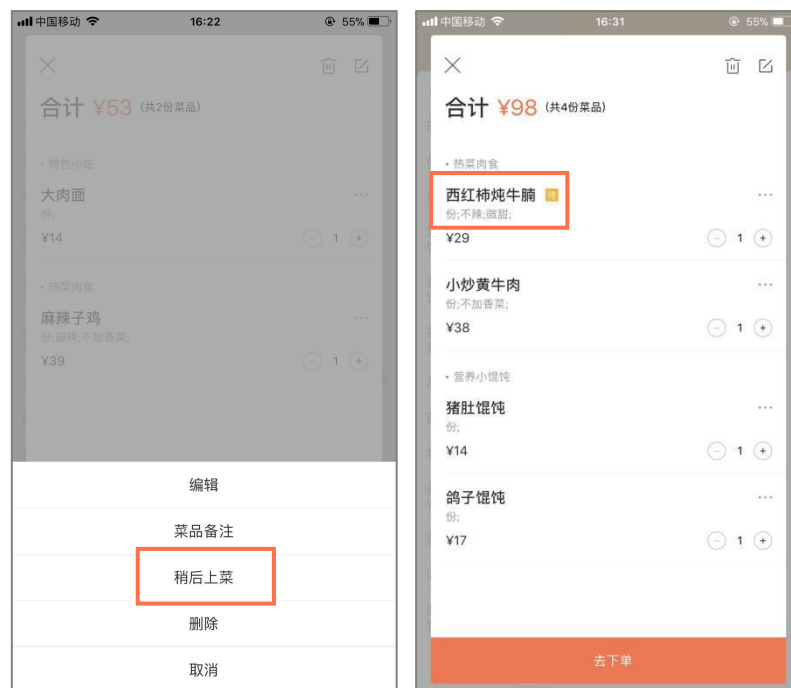 中国移动 16:22 55%
合计 ¥53 (共2份菜品)
• 特色小吃
大肉面 ...
份;
¥14 1
• 热菜肉食
麻辣子鸡 ...
份;微辣;不加香菜;
¥39 1
编辑
菜品备注
稍后上菜
删除
取消
中国移动 16:31 55%
合计 ¥98 (共4份菜品)
• 热菜肉食
西红柿炖牛腩 ...
份;不辣;微甜;
¥29 1
小炒黄牛肉 ...
份;不加香菜;
¥38 1
• 营养小馄饨
猪肚馄饨 ...
份;
¥14 1
鸽子馄饨 ...
份;
¥17 1
去下单